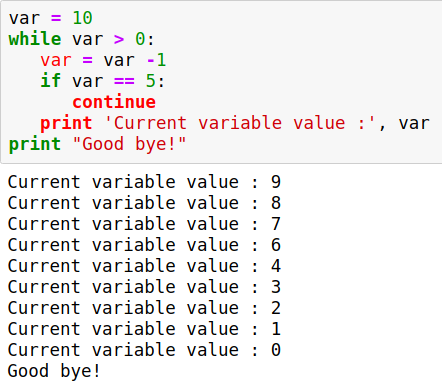 var = 10
while var > 0:
   var = var -1
   if var == 5:
      continue
   print 'Current variable value :', var
print "Good bye!"
Current variable value : 9
Current variable value : 8
Current variable value : 7
Current variable value : 6
Current variable value : 4
Current variable value : 3
Current variable value : 2
Current variable value : 1
Current variable value : 0
Good bye!